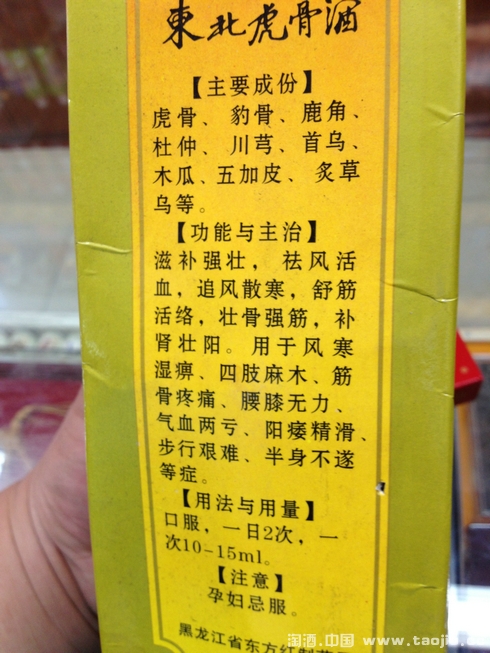 東北虎骨酒
【主要成份】
虎骨、豹骨、鹿角、
杜仲、川芎、首乌、
木瓜、五加皮、炙草
乌等。
【功能与主治】
滋补强壮，祛风活
血，追风散寒，舒筋
活络，壮骨强筋，补
肾壮阳。用于风寒
湿痹、四肢麻木、筋
骨疼痛、腰膝无力、
气血两亏、阳痿精滑、
步行艰难、半身不遂
等症。
【用法与用量】
口服，一日2次，一
次10-15ml。
【注意】
孕妇忌服。
黑龙江省东方红制药
淘酒.中国 www.taojiu